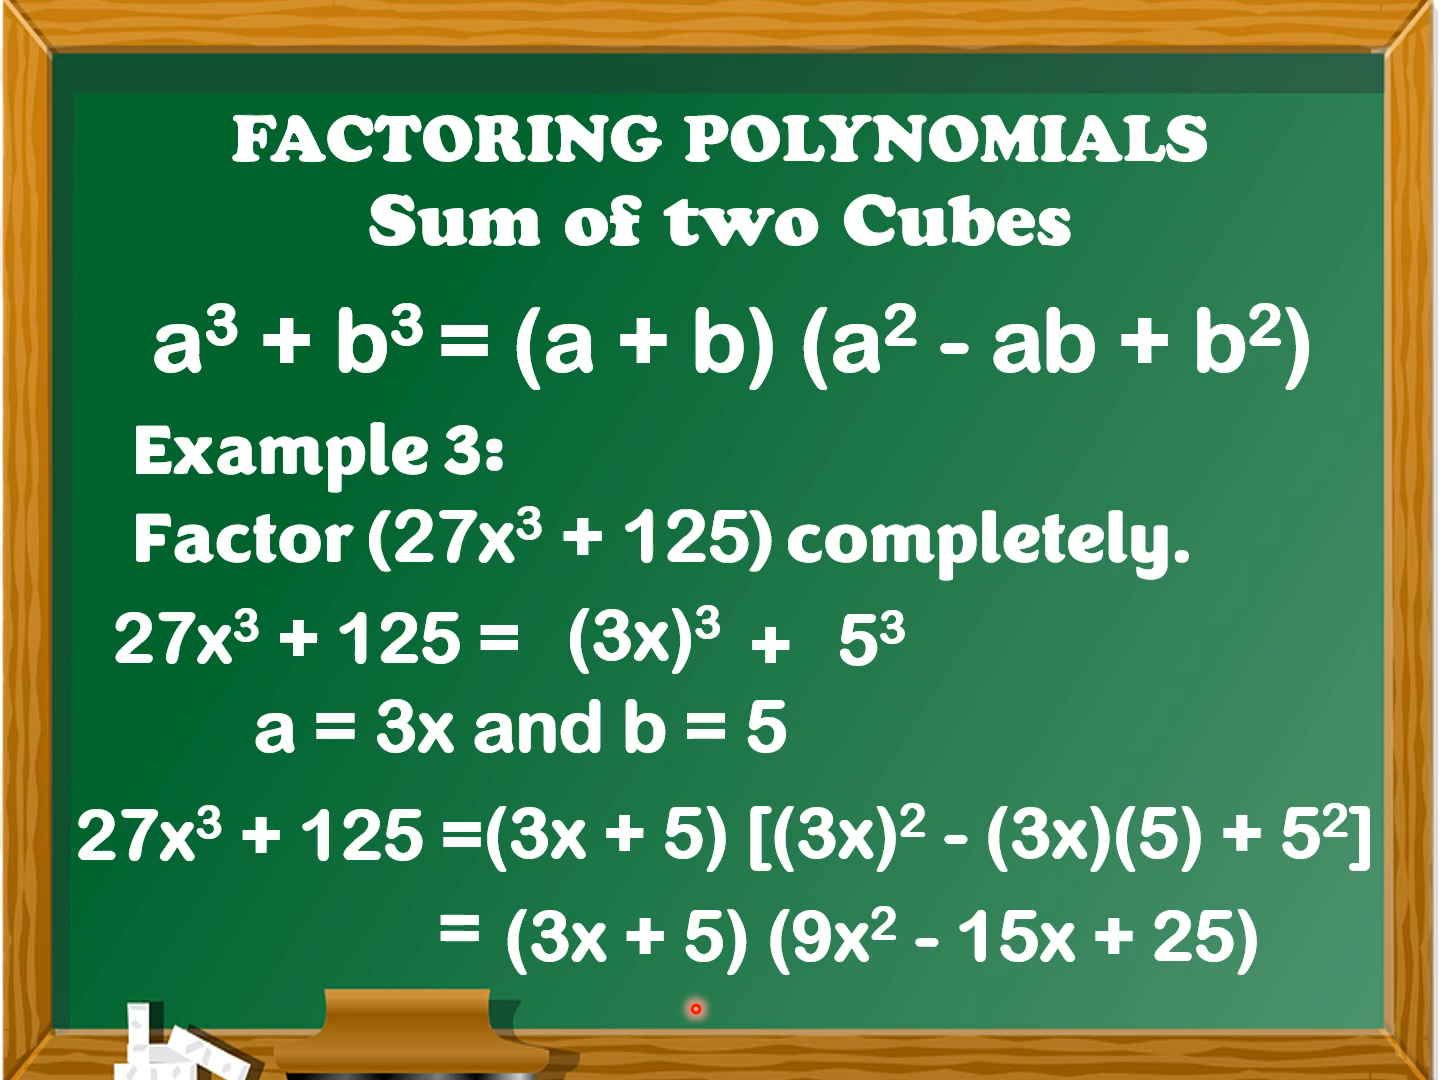 FACTORING POLYNOMIALS
Sum of two Cubes
a³ + b³ = (a + b) (a² - ab + b²)
Example 3:
Factor (27x³ + 125) completely.
27x³ + 125 = (3x)³ + 5³
a = 3x and b = 5
27x³ + 125 =(3x + 5) [(3x)² - (3x)(5) + 5²]
= (3x + 5) (9x² - 15x + 25)